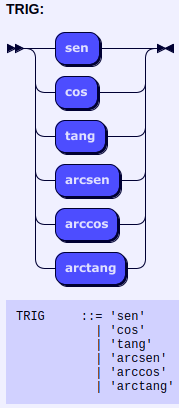 TRIG:
sen
cos
tang
arcsen
arccos
arctang
TRIG ::= 'sen'
| 'cos'
| 'tang'
| 'arcsen'
| 'arccos'
| 'arctang'